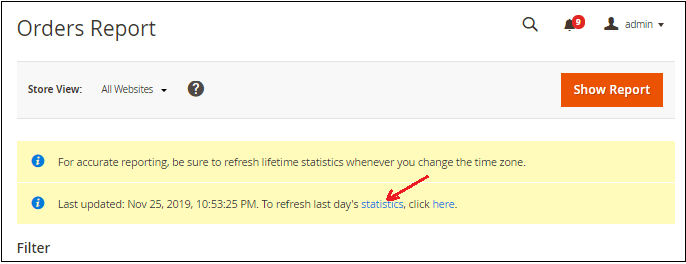 Orders Report
9
admin
Store View: All Websites ?
Show Report
For accurate reporting, be sure to refresh lifetime statistics whenever you change the time zone.
Last updated: Nov 25, 2019, 10:53:25 PM. To refresh last day's statistics, click here.
Filter